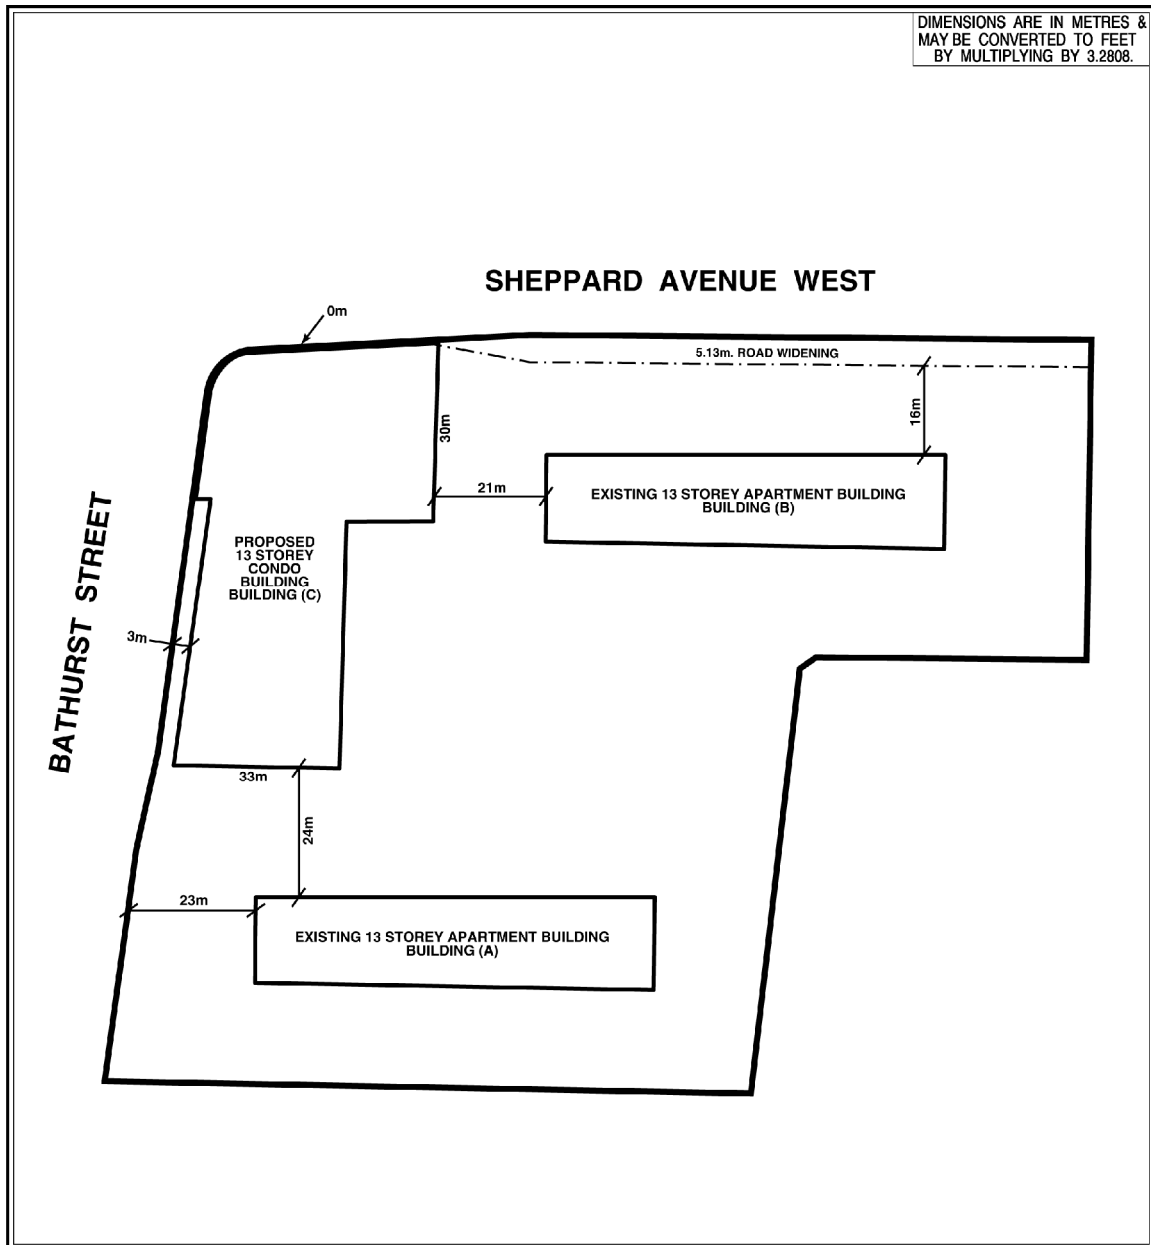 DIMENSIONS ARE IN METRES &
MAY BE CONVERTED TO FEET
BY MULTIPLYING BY 3.2808.
SHEPPARD AVENUE WEST
0m
5.13m. ROAD WIDENING
16m
30m
21m
EXISTING 13 STOREY APARTMENT BUILDING
BUILDING (B)
PROPOSED
13 STOREY
CONDO
BUILDING
BUILDING (C)
BATHURST STREET
3m
33m
24m
23m
EXISTING 13 STOREY APARTMENT BUILDING
BUILDING (A)